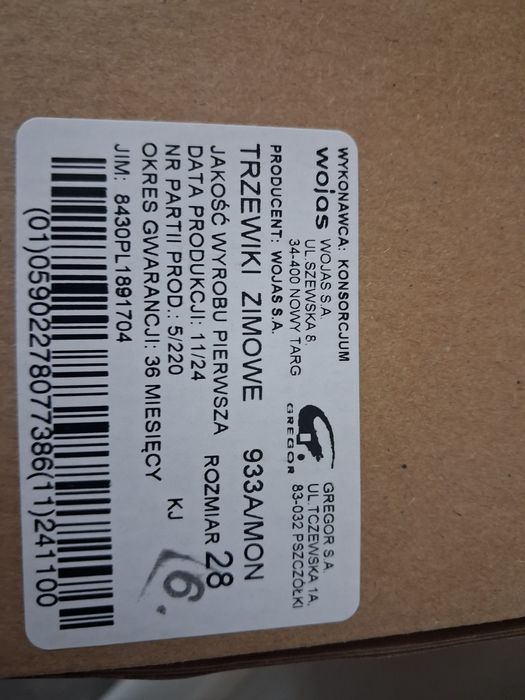 WYKONAWCA: KONSORCJUM
wojas WOJAS S.A.
UL.SZEWSKA 8,
34-400 NOWY TARG
GREGOR
GREGOR S.A.
UL.TCZEWSKA 1A,
83-032 PSZCZÓŁKI
PRODUCENT: WOJAS S.A.
TRZEWIKI ZIMOWE 933A/MON
JAKOŚĆ WYROBU PIERWSZA ROZMIAR 28
DATA PRODUKCJI: 11/24
NR PARTII PROD.: 5/220 KJ
OKRES GWARANCJI: 36 MIESIĘCY
JIM: 8430PL1891704
(01)05902278077386(11)241100